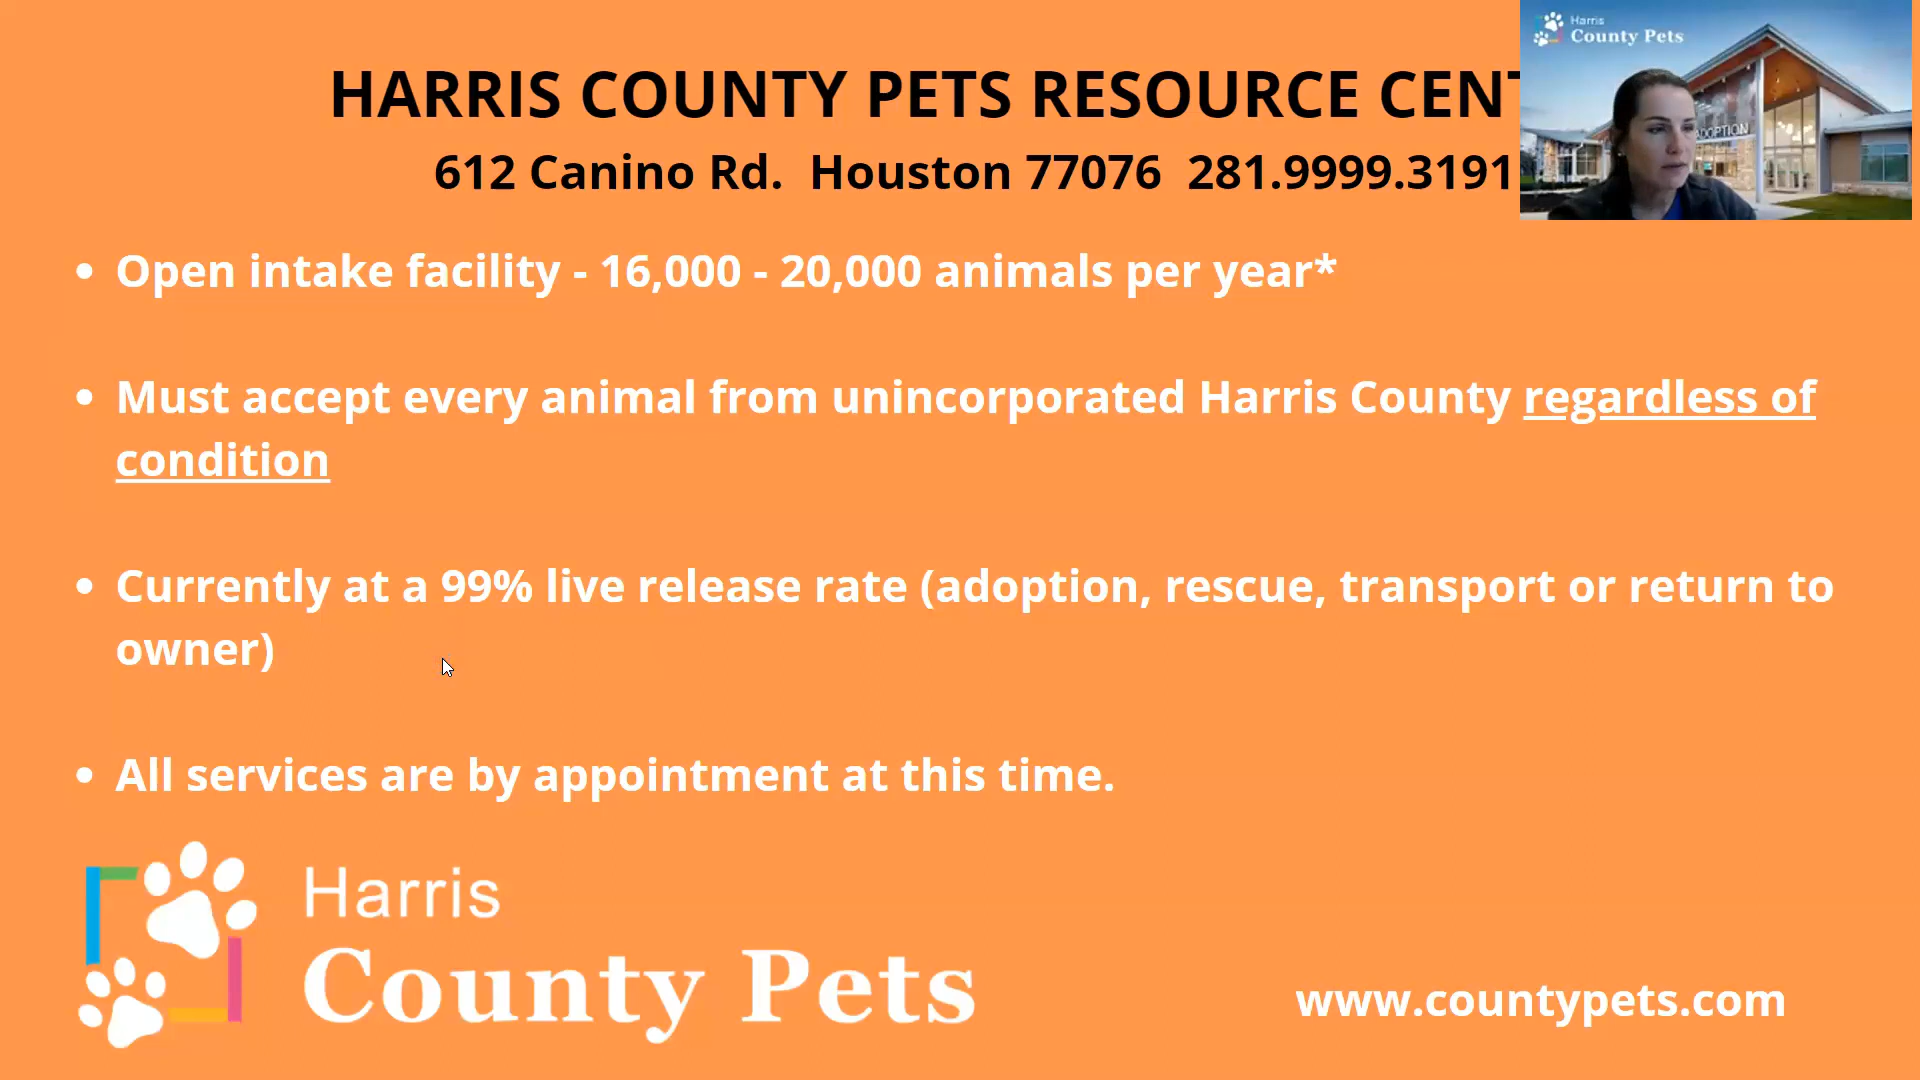 HARRIS COUNTY PETS RESOURCE CENT
612 Canino Rd.  Houston 77076  281.9999.3191
Harris
County Pets
ADOPTION
• Open intake facility - 16,000 - 20,000 animals per year*
• Must accept every animal from unincorporated Harris County regardless of
condition
• Currently at a 99% live release rate (adoption, rescue, transport or return to
owner)
• All services are by appointment at this time.
Harris
County Pets
www.countypets.com